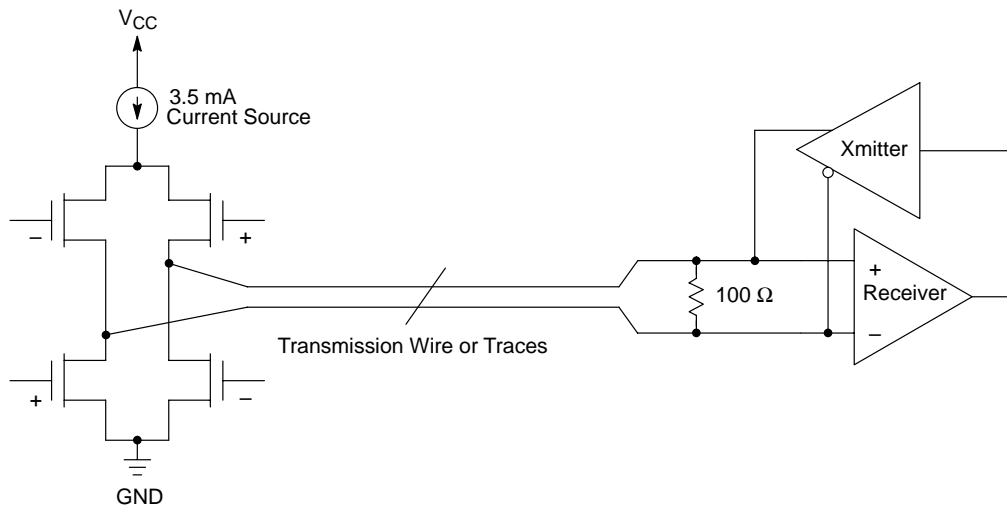 VCC
3.5 mA
Current Source
Xmitter
−
+
+
Receiver
100 Ω
−
Transmission Wire or Traces
+
−
GND